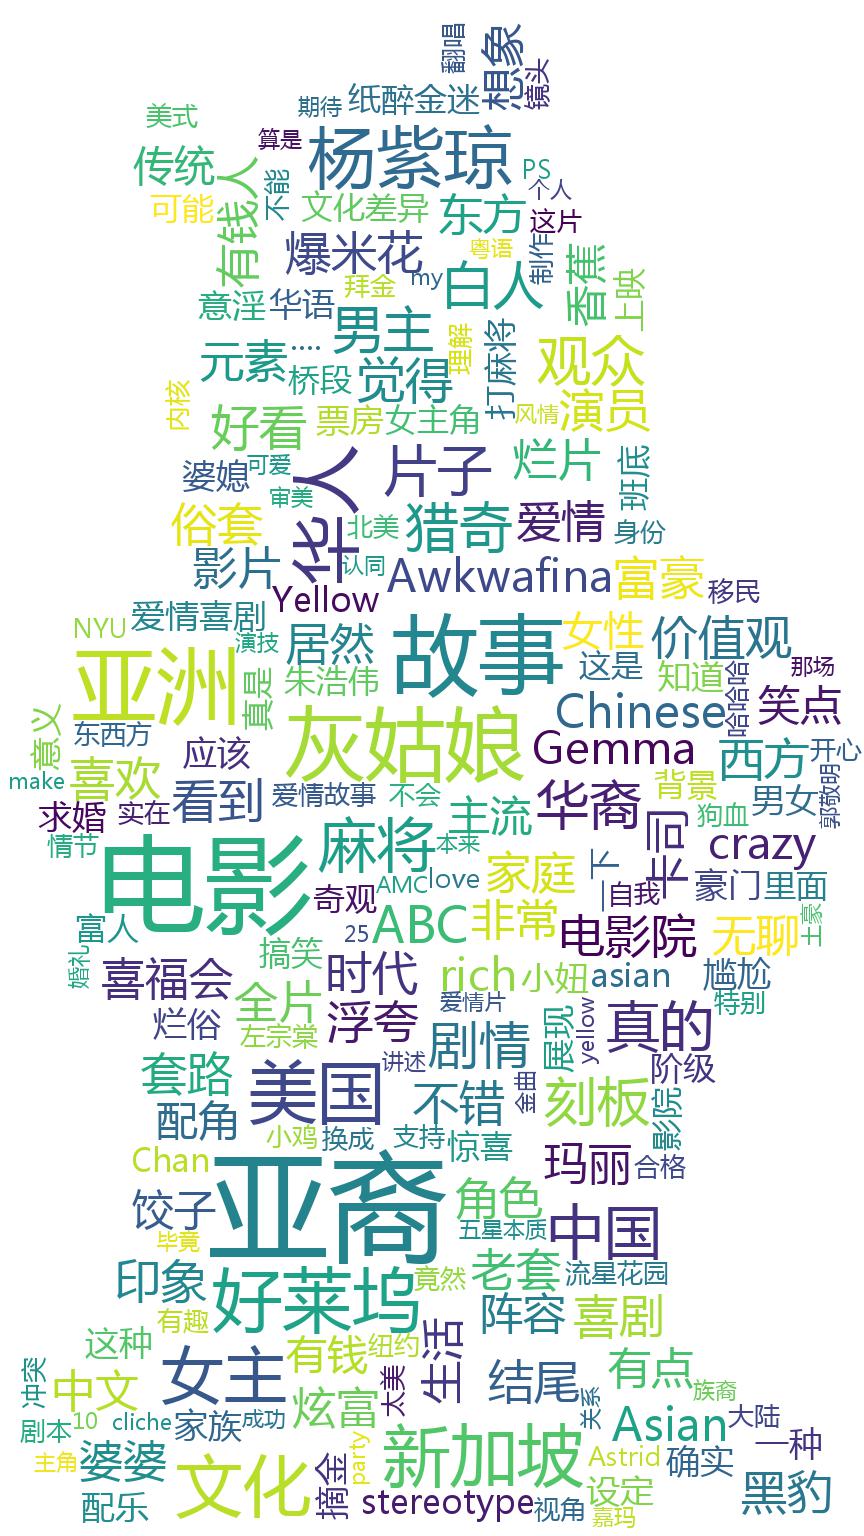 翻唱
想象
镜头
期待
纸醉金迷
美式
算是
杨紫琼
传统
PS
有钱人
不能
个人
可能
文化差异
东方
这片
爆米花
粤语
制作
香蕉
拜金
my
白人
上映
意淫
华语
男主
元素
....
理解
打麻将
观众
桥段
觉得
内核
好看
票房
女主角
风情
演员
华人
片子
烂片
班底
婆媳
可爱
审美
俗套
北美
猎奇
爱情
身份
影片
认同
Awkwafina
富豪
移民
Yellow
爱情喜剧
NYU
演技
居然
故事
女性
价值观
亚洲
真是
朱浩伟
这是
知道
哈哈哈
那场
笑点
意义
灰姑娘
Chinese
东西方
应该
Gemma
西方
开心
make
喜欢
看到
爱情故事
不会
华裔
背景
男女
郭敬明
求婚
实在
主流
狗血
情节
电影
麻将
本来
卡司
crazy
一下
家庭
AMC
love
奇观
自我
豪门
里面
富人
25
ABC
非常
电影院
无聊
土豪
婚礼
喜福会
搞笑
时代
rich
小妞
asian
尴尬
全片
爱情片
特别
烂俗
左宗棠
浮夸
剧情
展现
yellow
真的
套路
讲述
阶级
美国
不错
金曲
刻板
影院
配角
小鸡
换成
支持
惊喜
Chan
玛丽
合格
饺子
亚裔
角色
五星本质
中国
毕竟
印象
好莱坞
竟然
老套
流星花园
有趣
阵容
喜剧
这种
有钱
纽约
生活
冲突
中文
女主
太美
结尾
有点
族裔
炫富
关系
剧本
10
cliche
家族
成功
Asian
大陆
一种
主角
婆婆
party
新加坡
Astrid
确实
文化
摘金
设定
黑豹
配乐
stereotype
视角
嘉玛